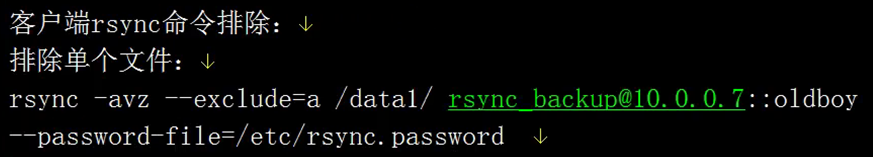 客户端rsync命令排除：↓
排除单个文件：↓
rsync -avz --exclude=a /data1/ rsync_backup@10.0.0.7::oldboy
--password-file=/etc/rsync.password ↓